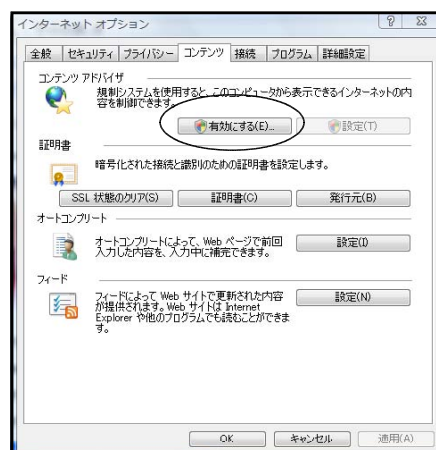 インターネット オプション
全般 セキュリティ プライバシー コンテンツ 接続 プログラム 詳細設定
コンテンツ アドバイザ
規制システムを使用すると、このコンピュータから表示できるインターネットの内
容を制御できます。
有効にする(E)... 設定(T)
証明書
暗号化された接続と識別のための証明書を設定します。
SSL 状態のクリア(S) 証明書(C) 発行元(B)
オートコンプリート
オートコンプリートによって、Web ページで前回
入力した内容を、入力中に補完できます。
設定(I)
フィード
フィードによって Web サイトで更新された内容
が提供されます。Web サイトは Internet
Explorer や他のプログラムでも読むことができま
す。
設定(N)
OK キャンセル 適用(A)